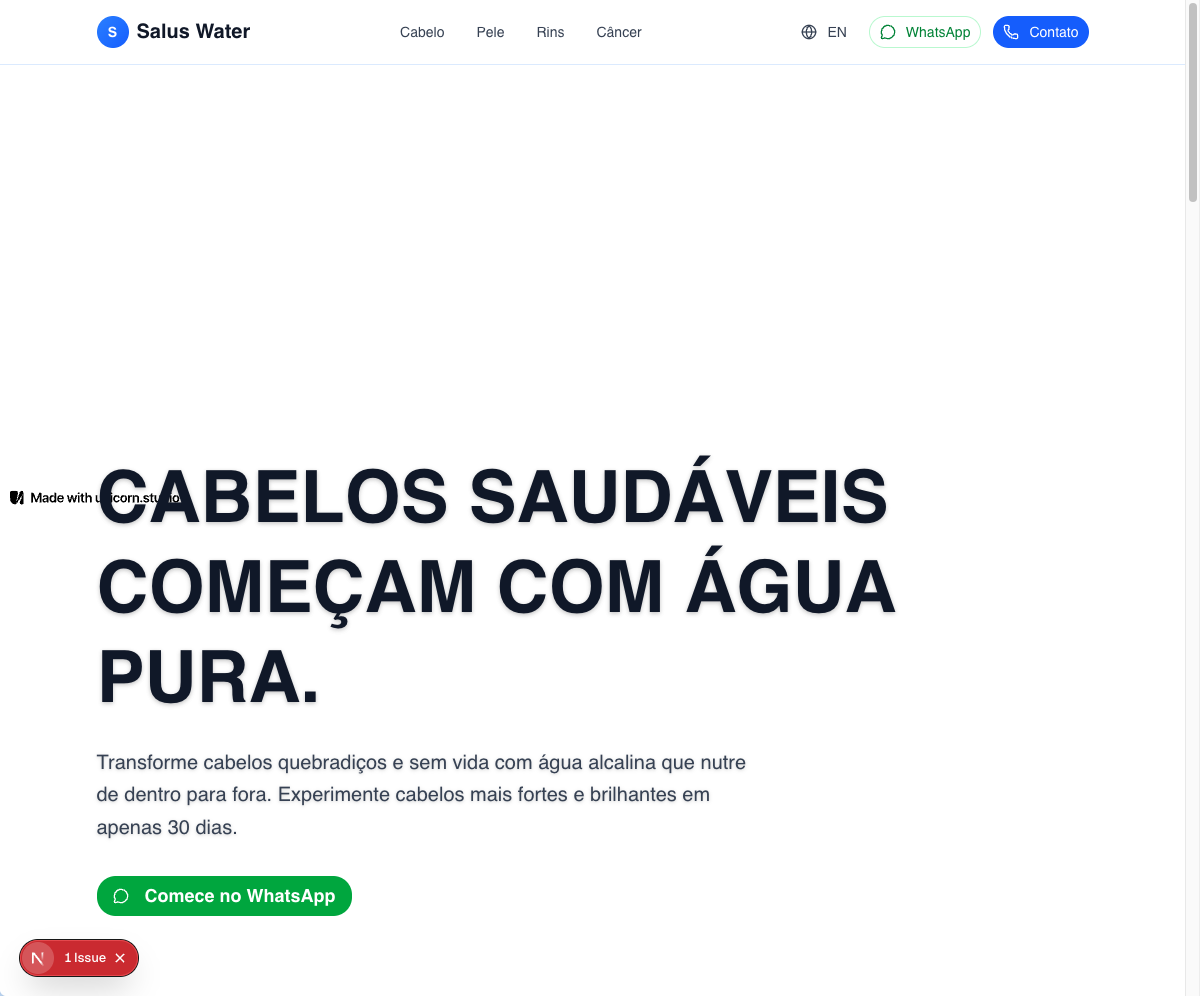 S Salus Water
Cabelo Pele Rins Câncer
EN WhatsApp Contato
Made with unicorn.studio
CABELOS SAUDÁVEIS
COMEÇAM COM ÁGUA
PURA.
Transforme cabelos quebradiços e sem vida com água alcalina que nutre
de dentro para fora. Experimente cabelos mais fortes e brilhantes em
apenas 30 dias.
Comece no WhatsApp
N 1 Issue